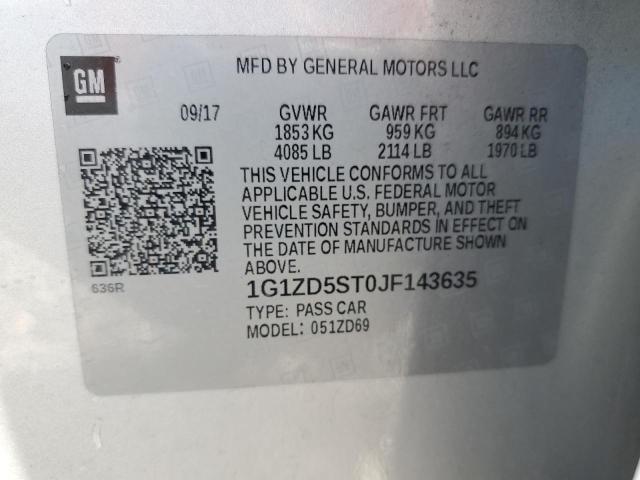 GM
MFD BY GENERAL MOTORS LLC
09/17 GVWR GAWR FRT GAWR RR
1853 KG 959 KG 894 KG
4085 LB 2114 LB 1970 LB
THIS VEHICLE CONFORMS TO ALL
APPLICABLE U.S. FEDERAL MOTOR
VEHICLE SAFETY, BUMPER, AND THEFT
PREVENTION STANDARDS IN EFFECT ON
THE DATE OF MANUFACTURE SHOWN
ABOVE.
636R
1G1ZD5ST0JF143635
TYPE: PASS CAR
MODEL: 051ZD69